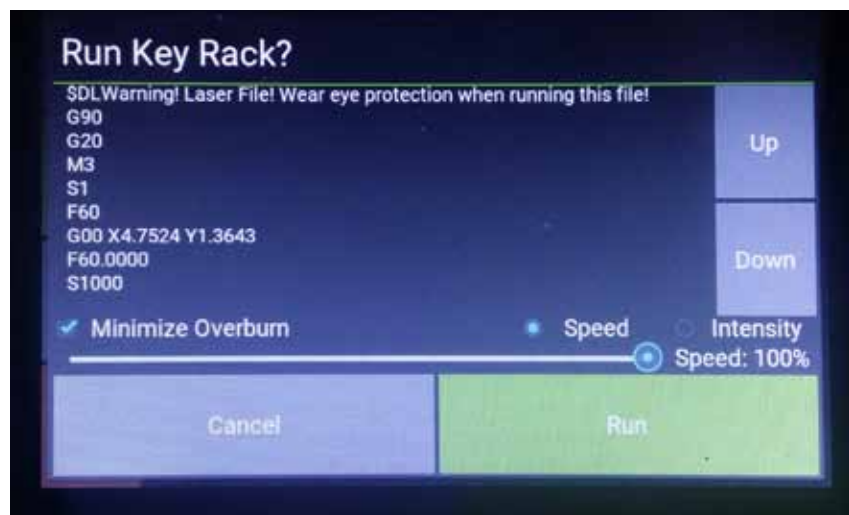 Run Key Rack?
$DLWarning! Laser File! Wear eye protection when running this file!
G90
G20
M3
S1
F60
G00 X4.7524 Y1.3643
F60.0000
S1000
Up
Down
Minimize Overburn
Speed
Intensity
Speed: 100%
Cancel
Run